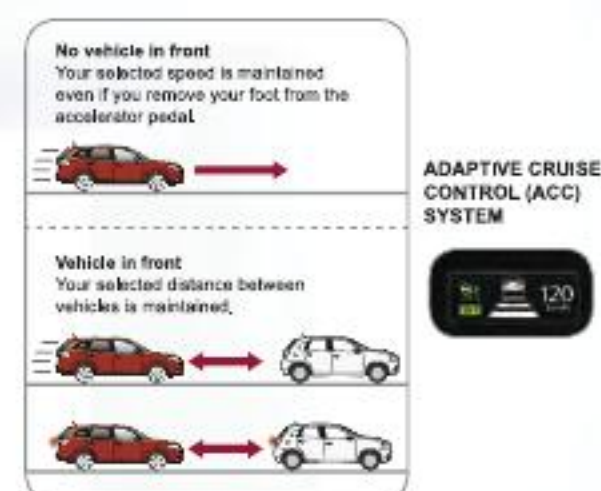 No vehicle in front
Your selected speed is maintained
even if you remove your foot from the
accelerator pedal.
ADAPTIVE CRUISE
CONTROL (ACC)
SYSTEM
Vehicle in front
Your selected distance between
vehicles is maintained.
120